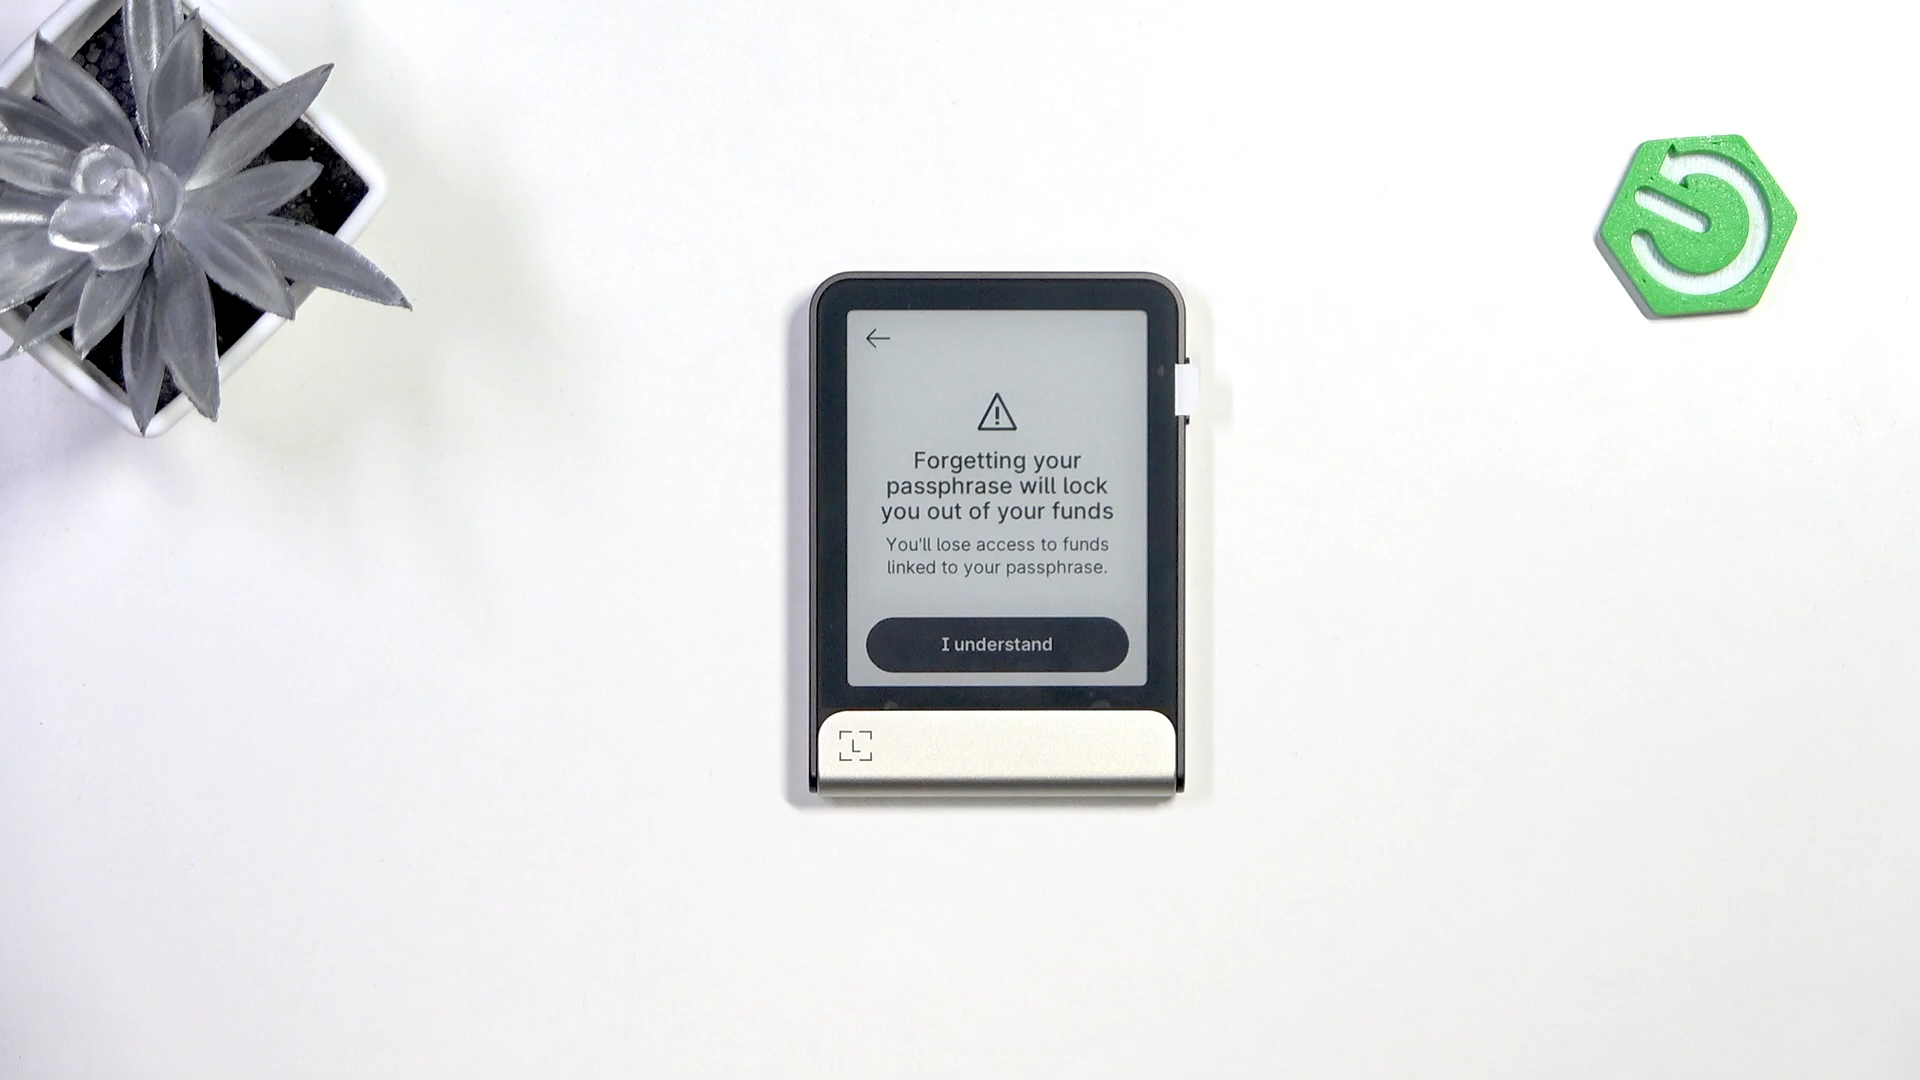 Forgetting your
passphrase will lock
you out of your funds
You'll lose access to funds
linked to your passphrase.
I understand
L